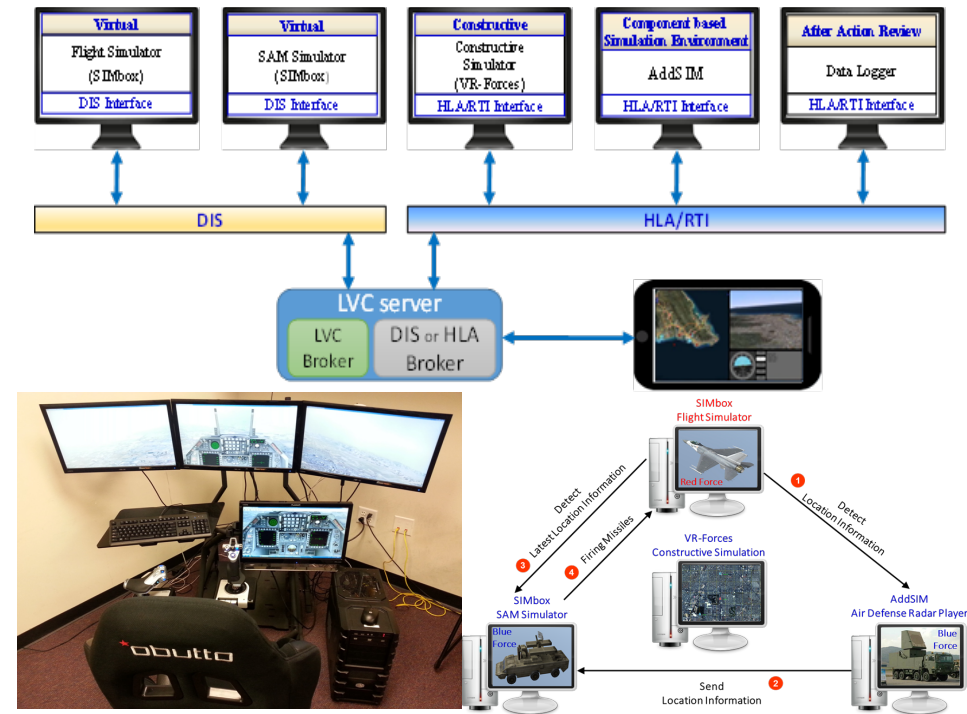 Virtual
Flight Simulator
(SIMbox)
DIS Interface
Virtual
SAM Simulator
(SIMbox)
DIS Interface
Constructive
Constructive
Simulator
(VR-Forces)
HLA/RTI Interface
Component based
Simulation Environment
AddSIM
HLA/RTI Interface
After Action Review
Data Logger
HLA/RTI Interface
DIS
HLA/RTI
LVC server
LVC
Broker
DIS or HLA
Broker
obutto
SIMbox
Flight Simulator
Red Force
1
Detect
Location Information
Detect
Latest Location Information
3
Firing Missiles
4
VR-Forces
Constructive Simulation
SIMbox
SAM Simulator
Blue
Force
AddSIM
Air Defense Radar Player
Blue
Force
Send
2
Location Information